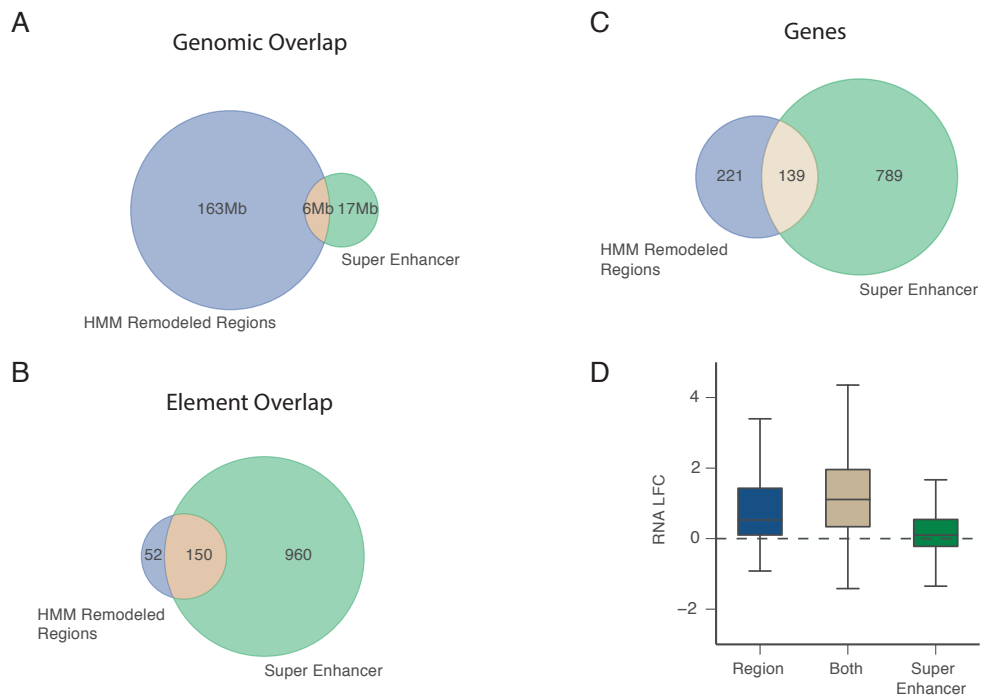 A
Genomic Overlap
163Mb
6Mb
17Mb
Super Enhancer
HMM Remodeled Regions
B
Element Overlap
52
150
960
HMM Remodeled
Regions
Super Enhancer
C
Genes
221
139
789
HMM Remodeled
Regions
Super Enhancer
D
RNA LFC
4
2
0
−2
Region
Both
Super
Enhancer